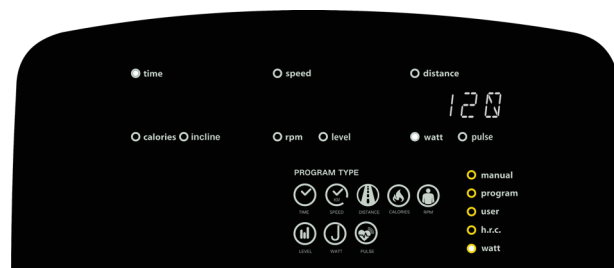 time speed distance
120
calories incline rpm level watt pulse
PROGRAM TYPE
manual
program
TIME SPEED DISTANCE CALORIES RPM
user
h.r.c.
LEVEL WATT PULSE
watt